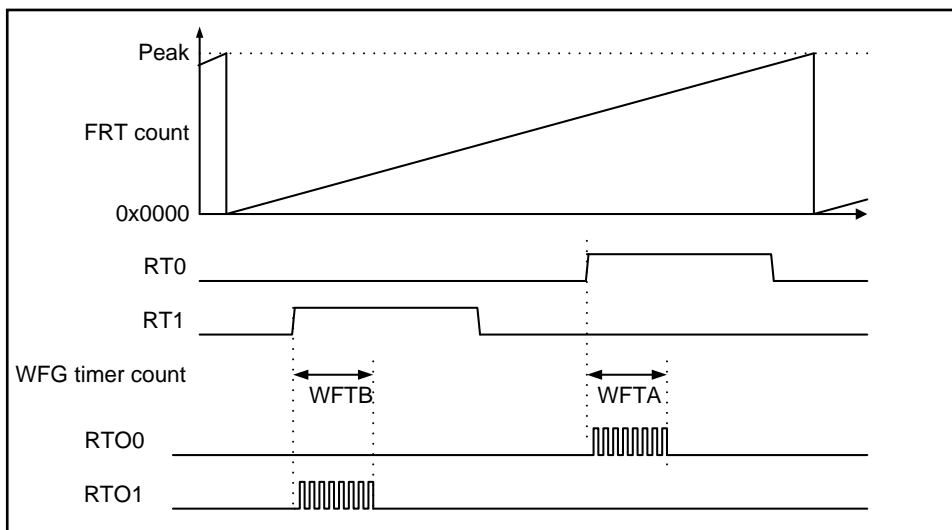 Peak
FRT count
0x0000
RT0
RT1
WFG timer count
WFTB
WFTA
RTO0
RTO1